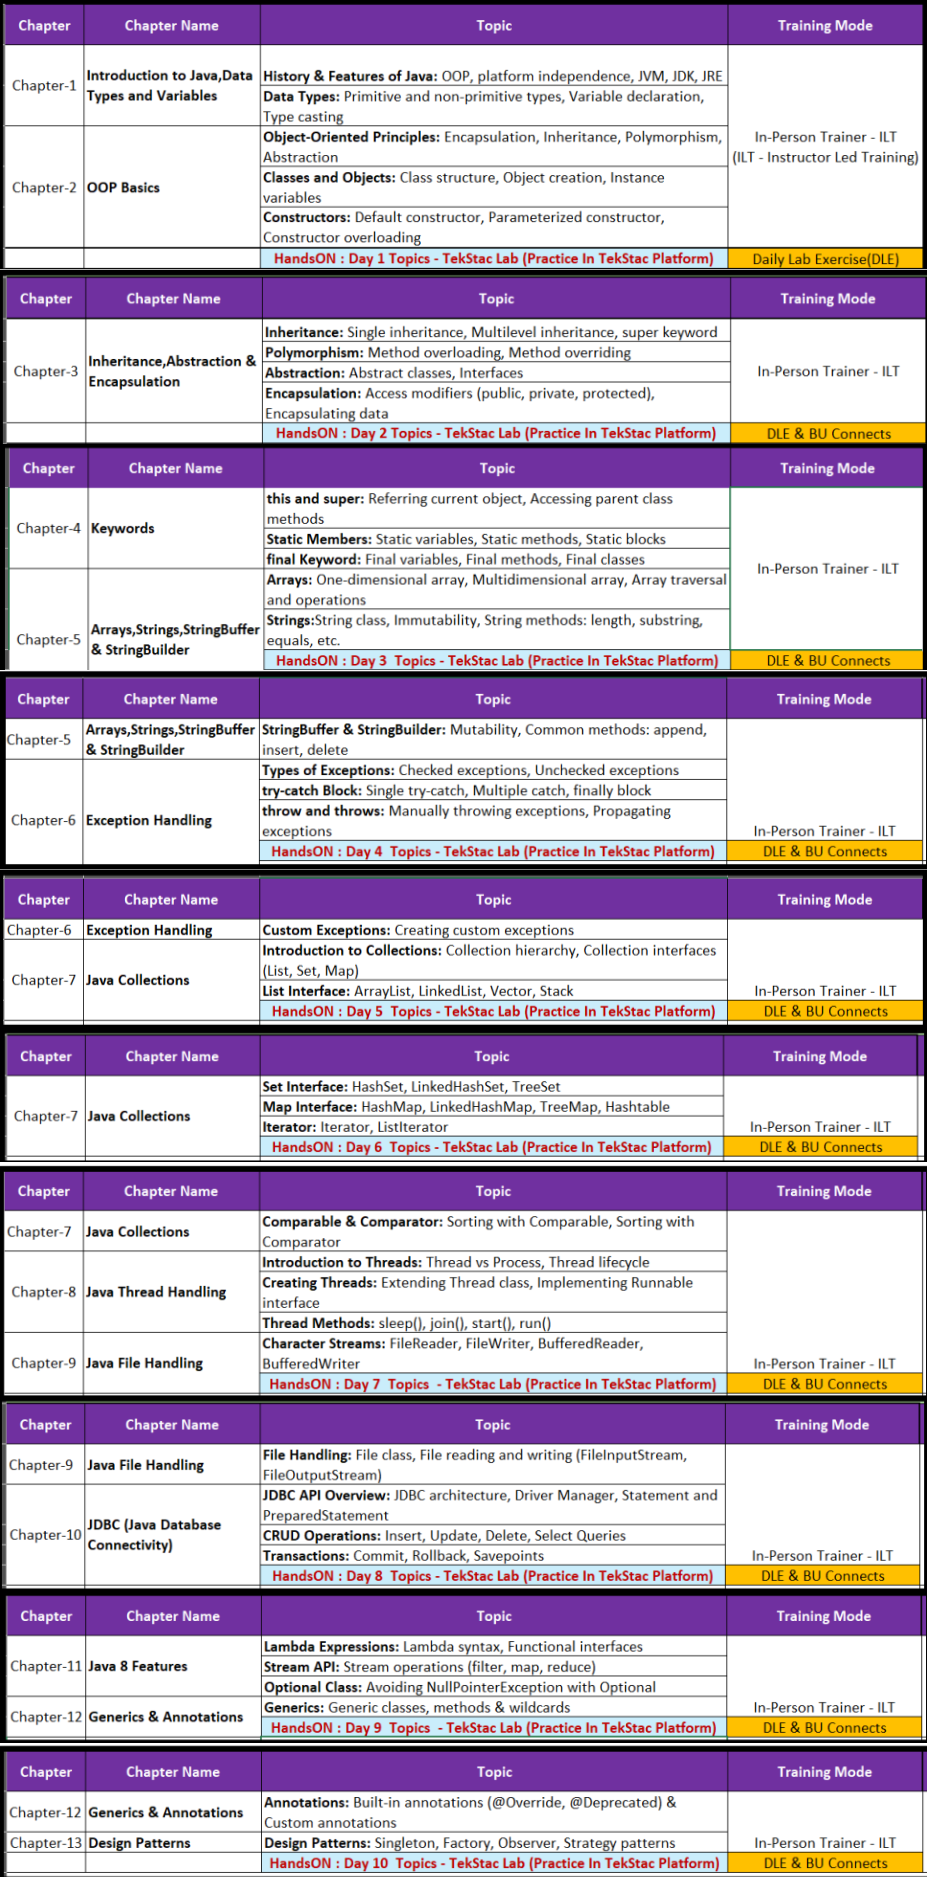 Chapter Chapter Name Topic Training Mode
Chapter-1 Introduction to Java,Data Types and Variables
History & Features of Java: OOP, platform independence, JVM, JDK, JRE
Data Types: Primitive and non-primitive types, Variable declaration,
Type casting
Chapter-2 OOP Basics
Object-Oriented Principles: Encapsulation, Inheritance, Polymorphism,
Abstraction
Classes and Objects: Class structure, Object creation, Instance
variables
Constructors: Default constructor, Parameterized constructor,
Constructor overloading
In-Person Trainer - ILT
(ILT - Instructor Led Training)
HandsON : Day 1 Topics - TekStac Lab (Practice In TekStac Platform) Daily Lab Exercise(DLE)
Chapter Chapter Name Topic Training Mode
Chapter-3 Inheritance,Abstraction &
Encapsulation
Inheritance: Single inheritance, Multilevel inheritance, super keyword
Polymorphism: Method overloading, Method overriding
Abstraction: Abstract classes, Interfaces
Encapsulation: Access modifiers (public, private, protected),
Encapsulating data
In-Person Trainer - ILT
HandsON : Day 2 Topics - TekStac Lab (Practice In TekStac Platform) DLE & BU Connects
Chapter Chapter Name Topic Training Mode
Chapter-4 Keywords
this and super: Referring current object, Accessing parent class
methods
Static Members: Static variables, Static methods, Static blocks
final Keyword: Final variables, Final methods, Final classes
Chapter-5 Arrays,Strings,StringBuffer
& StringBuilder
Arrays: One-dimensional array, Multidimensional array, Array traversal
and operations
Strings:String class, Immutability, String methods: length, substring,
equals, etc.
In-Person Trainer - ILT
HandsON : Day 3 Topics - TekStac Lab (Practice In TekStac Platform) DLE & BU Connects
Chapter Chapter Name Topic Training Mode
Chapter-5 Arrays,Strings,StringBuffer
& StringBuilder
StringBuffer & StringBuilder: Mutability, Common methods: append,
insert, delete
Chapter-6 Exception Handling
Types of Exceptions: Checked exceptions, Unchecked exceptions
try-catch Block: Single try-catch, Multiple catch, finally block
throw and throws: Manually throwing exceptions, Propagating
exceptions
In-Person Trainer - ILT
HandsON : Day 4 Topics - TekStac Lab (Practice In TekStac Platform) DLE & BU Connects
Chapter Chapter Name Topic Training Mode
Chapter-6 Exception Handling Custom Exceptions: Creating custom exceptions
Chapter-7 Java Collections
Introduction to Collections: Collection hierarchy, Collection interfaces
(List, Set, Map)
List Interface: ArrayList, LinkedList, Vector, Stack
In-Person Trainer - ILT
HandsON : Day 5 Topics - TekStac Lab (Practice In TekStac Platform) DLE & BU Connects
Chapter Chapter Name Topic Training Mode
Chapter-7 Java Collections
Set Interface: HashSet, LinkedHashSet, TreeSet
Map Interface: HashMap, LinkedHashMap, TreeMap, Hashtable
Iterator: Iterator, ListIterator
In-Person Trainer - ILT
HandsON : Day 6 Topics - TekStac Lab (Practice In TekStac Platform) DLE & BU Connects
Chapter Chapter Name Topic Training Mode
Chapter-7 Java Collections
Comparable & Comparator: Sorting with Comparable, Sorting with
Comparator
Chapter-8 Java Thread Handling
Introduction to Threads: Thread vs Process, Thread lifecycle
Creating Threads: Extending Thread class, Implementing Runnable
interface
Thread Methods: sleep(), join(), start(), run()
Chapter-9 Java File Handling
Character Streams: FileReader, FileWriter, BufferedReader,
BufferedWriter
In-Person Trainer - ILT
HandsON : Day 7 Topics - TekStac Lab (Practice In TekStac Platform) DLE & BU Connects
Chapter Chapter Name Topic Training Mode
Chapter-9 Java File Handling
File Handling: File class, File reading and writing (FileInputStream,
FileOutputStream)
Chapter-10 JDBC (Java Database
Connectivity)
JDBC API Overview: JDBC architecture, Driver Manager, Statement and
PreparedStatement
CRUD Operations: Insert, Update, Delete, Select Queries
Transactions: Commit, Rollback, Savepoints
In-Person Trainer - ILT
HandsON : Day 8 Topics - TekStac Lab (Practice In TekStac Platform) DLE & BU Connects
Chapter Chapter Name Topic Training Mode
Chapter-11 Java 8 Features
Lambda Expressions: Lambda syntax, Functional interfaces
Stream API: Stream operations (filter, map, reduce)
Optional Class: Avoiding NullPointerException with Optional
Chapter-12 Generics & Annotations
Generics: Generic classes, methods & wildcards
In-Person Trainer - ILT
HandsON : Day 9 Topics - TekStac Lab (Practice In TekStac Platform) DLE & BU Connects
Chapter Chapter Name Topic Training Mode
Chapter-12 Generics & Annotations
Annotations: Built-in annotations (@Override, @Deprecated) &
Custom annotations
Chapter-13 Design Patterns Design Patterns: Singleton, Factory, Observer, Strategy patterns In-Person Trainer - ILT
HandsON : Day 10 Topics - TekStac Lab (Practice In TekStac Platform) DLE & BU Connects